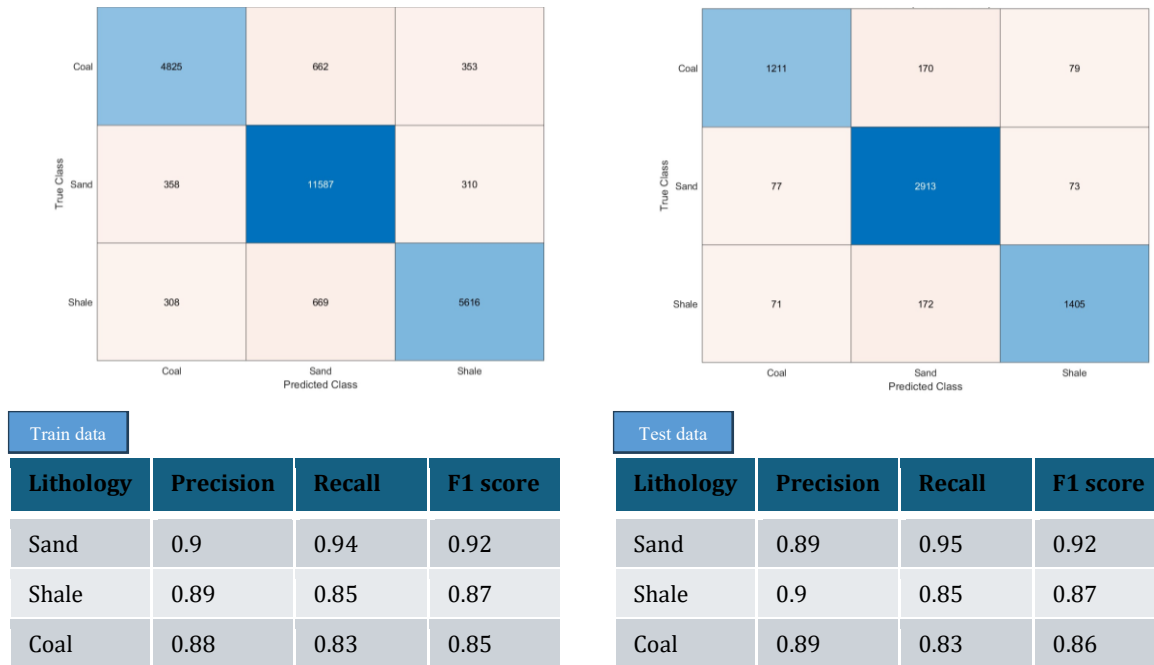 Coal 4825 662 353
Sand 358 11587 310
Shale 308 669 5616
True Class
Coal Sand Shale
Predicted Class
Coal 1211 170 79
Sand 77 2913 73
Shale 71 172 1405
True Class
Coal Sand Shale
Predicted Class
Train data
Lithology Precision Recall F1 score
Sand 0.9 0.94 0.92
Shale 0.89 0.85 0.87
Coal 0.88 0.83 0.85
Test data
Lithology Precision Recall F1 score
Sand 0.89 0.95 0.92
Shale 0.9 0.85 0.87
Coal 0.89 0.83 0.86